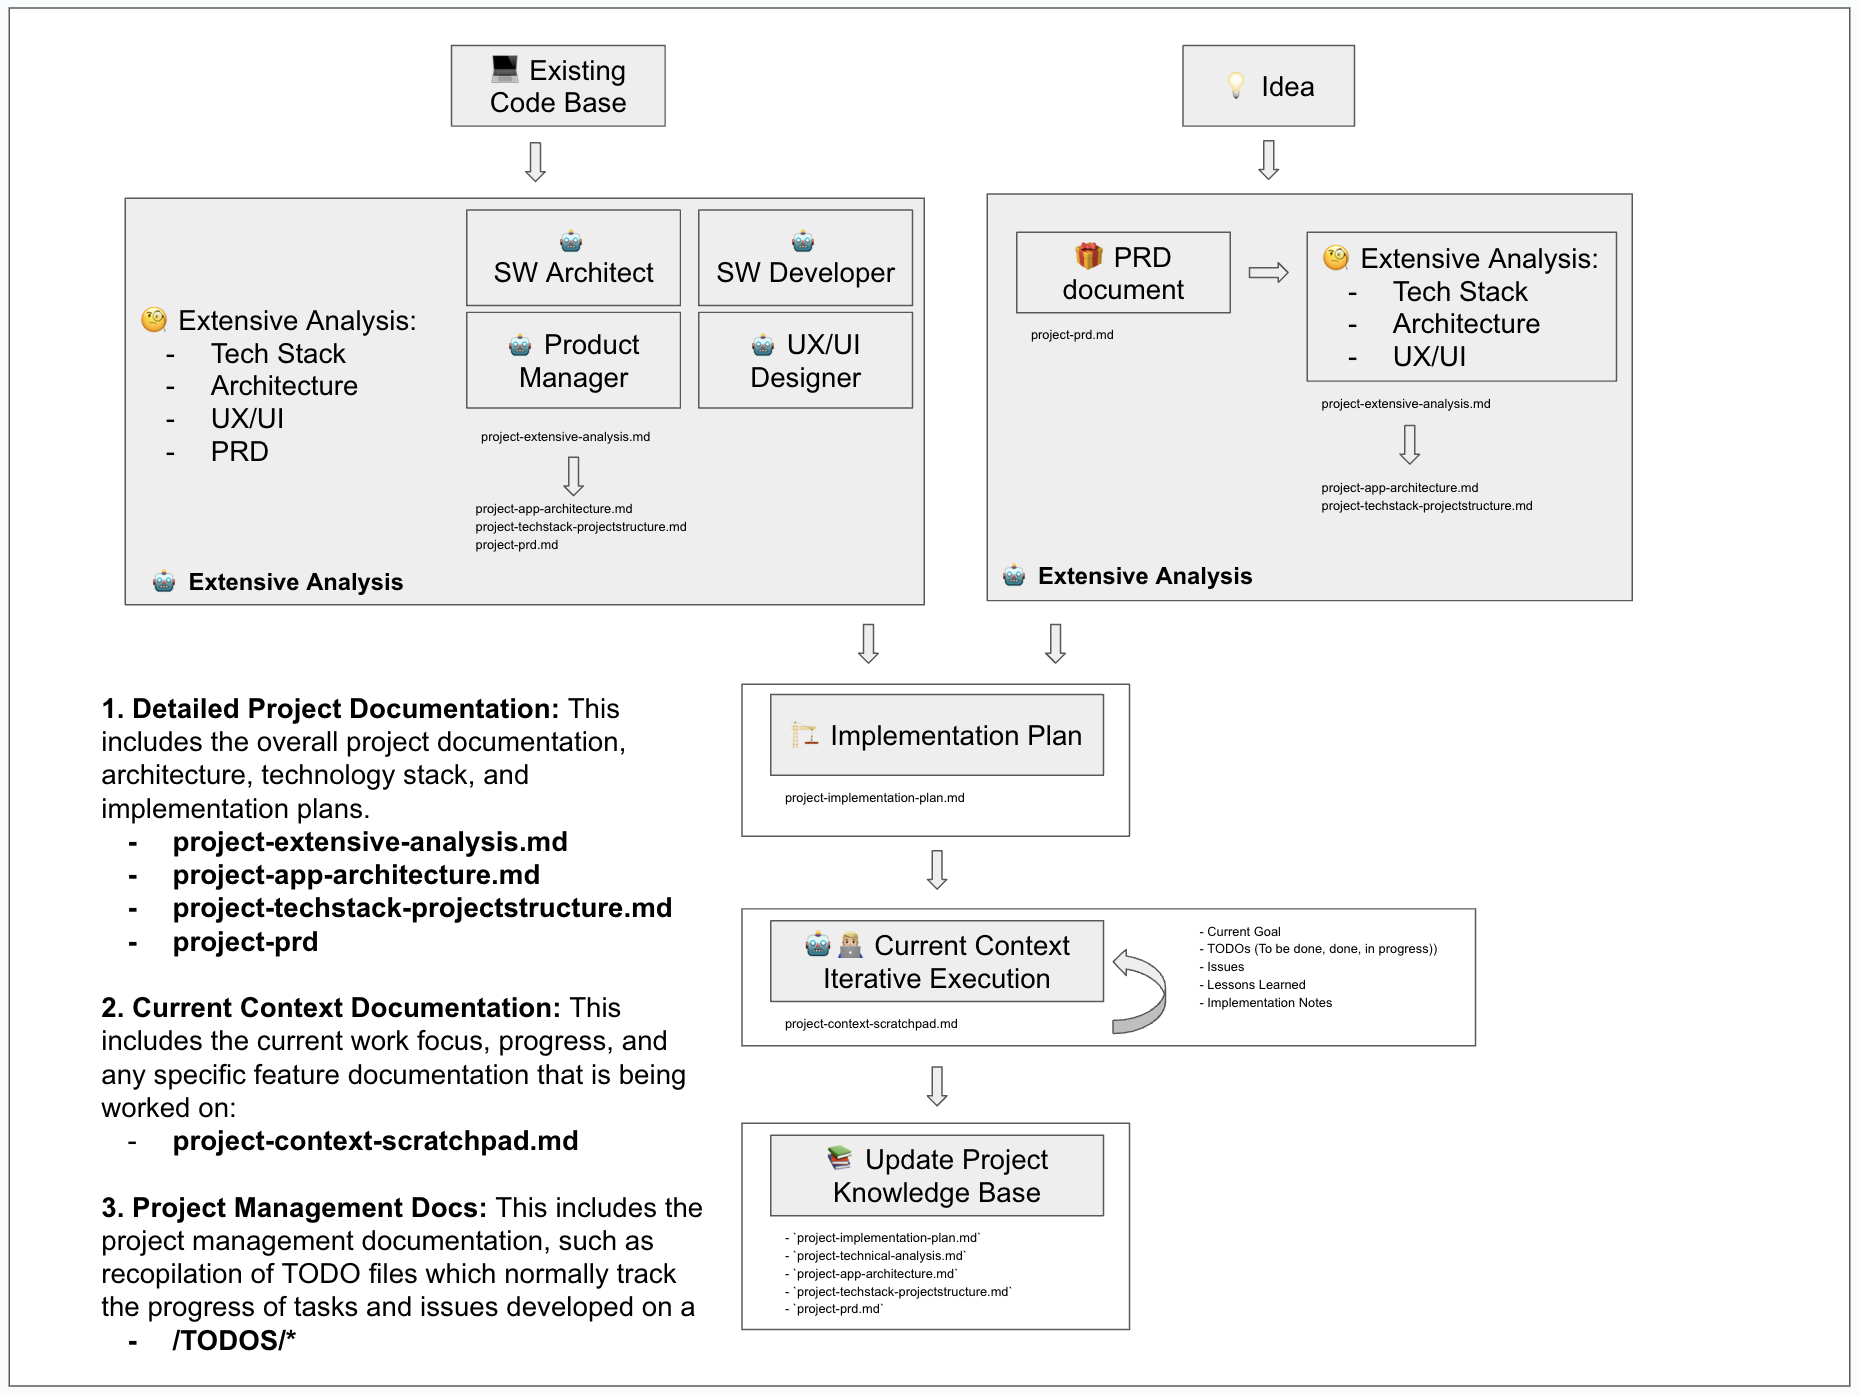 Existing
Code Base
Idea
SW Architect
SW Developer
Product
Manager
UX/UI
Designer
Extensive Analysis:
- Tech Stack
- Architecture
- UX/UI
- PRD
project-extensive-analysis.md
project-app-architecture.md
project-techstack-projectstructure.md
project-prd.md
Extensive Analysis
PRD
document
project-prd.md
Extensive Analysis:
- Tech Stack
- Architecture
- UX/UI
project-extensive-analysis.md
project-app-architecture.md
project-techstack-projectstructure.md
Extensive Analysis
1. Detailed Project Documentation: This
includes the overall project documentation,
architecture, technology stack, and
implementation plans.
- project-extensive-analysis.md
- project-app-architecture.md
- project-techstack-projectstructure.md
- project-prd
2. Current Context Documentation: This
includes the current work focus, progress, and
any specific feature documentation that is being
worked on:
- project-context-scratchpad.md
3. Project Management Docs: This includes the
project management documentation, such as
recopilation of TODO files which normally track
the progress of tasks and issues developed on a
- /TODOS/*
Implementation Plan
project-implementation-plan.md
Current Context
Iterative Execution
project-context-scratchpad.md
- Current Goal
- TODOs (To be done, done, in progress))
- Issues
- Lessons Learned
- Implementation Notes
Update Project
Knowledge Base
- `project-implementation-plan.md`
- `project-technical-analysis.md`
- `project-app-architecture.md`
- `project-techstack-projectstructure.md`
- `project-prd.md`